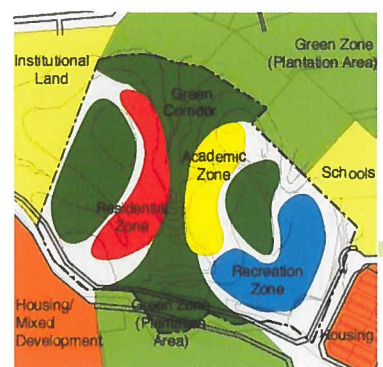 Institutional
Land
Green Zone
(Plantation Area)
Green
Corridor
Academic
Zone
Schools
Residential
Zone
Recreation
Zone
Housing/
Mixed
Development
Green Zone
(Plantation
Area)
Housing